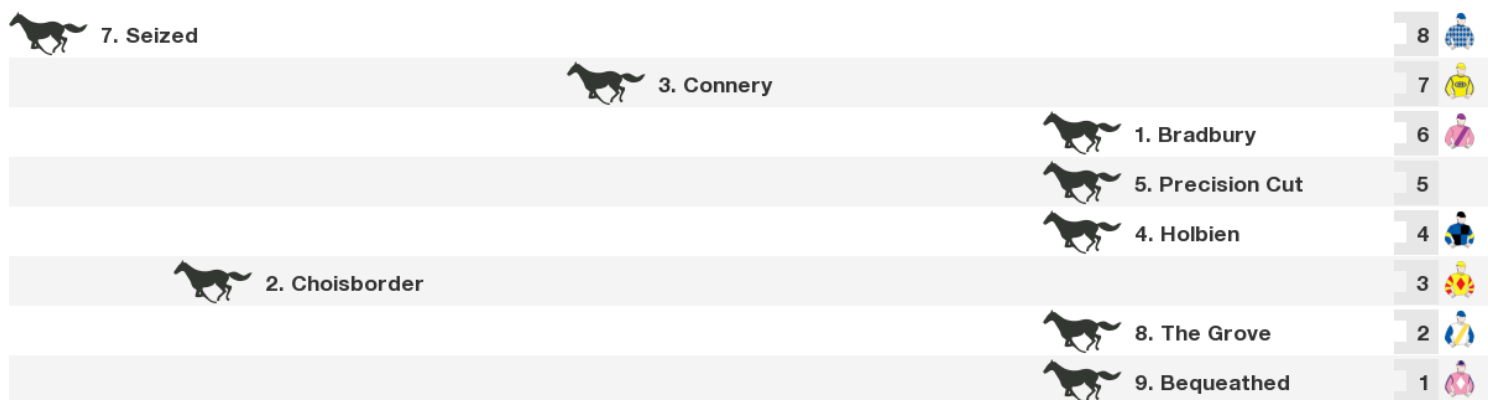 7. Seized 8
3. Connery 7
1. Bradbury 6
5. Precision Cut 5
4. Holbien 4
2. Choisborder 3
8. The Grove 2
9. Bequeathed 1